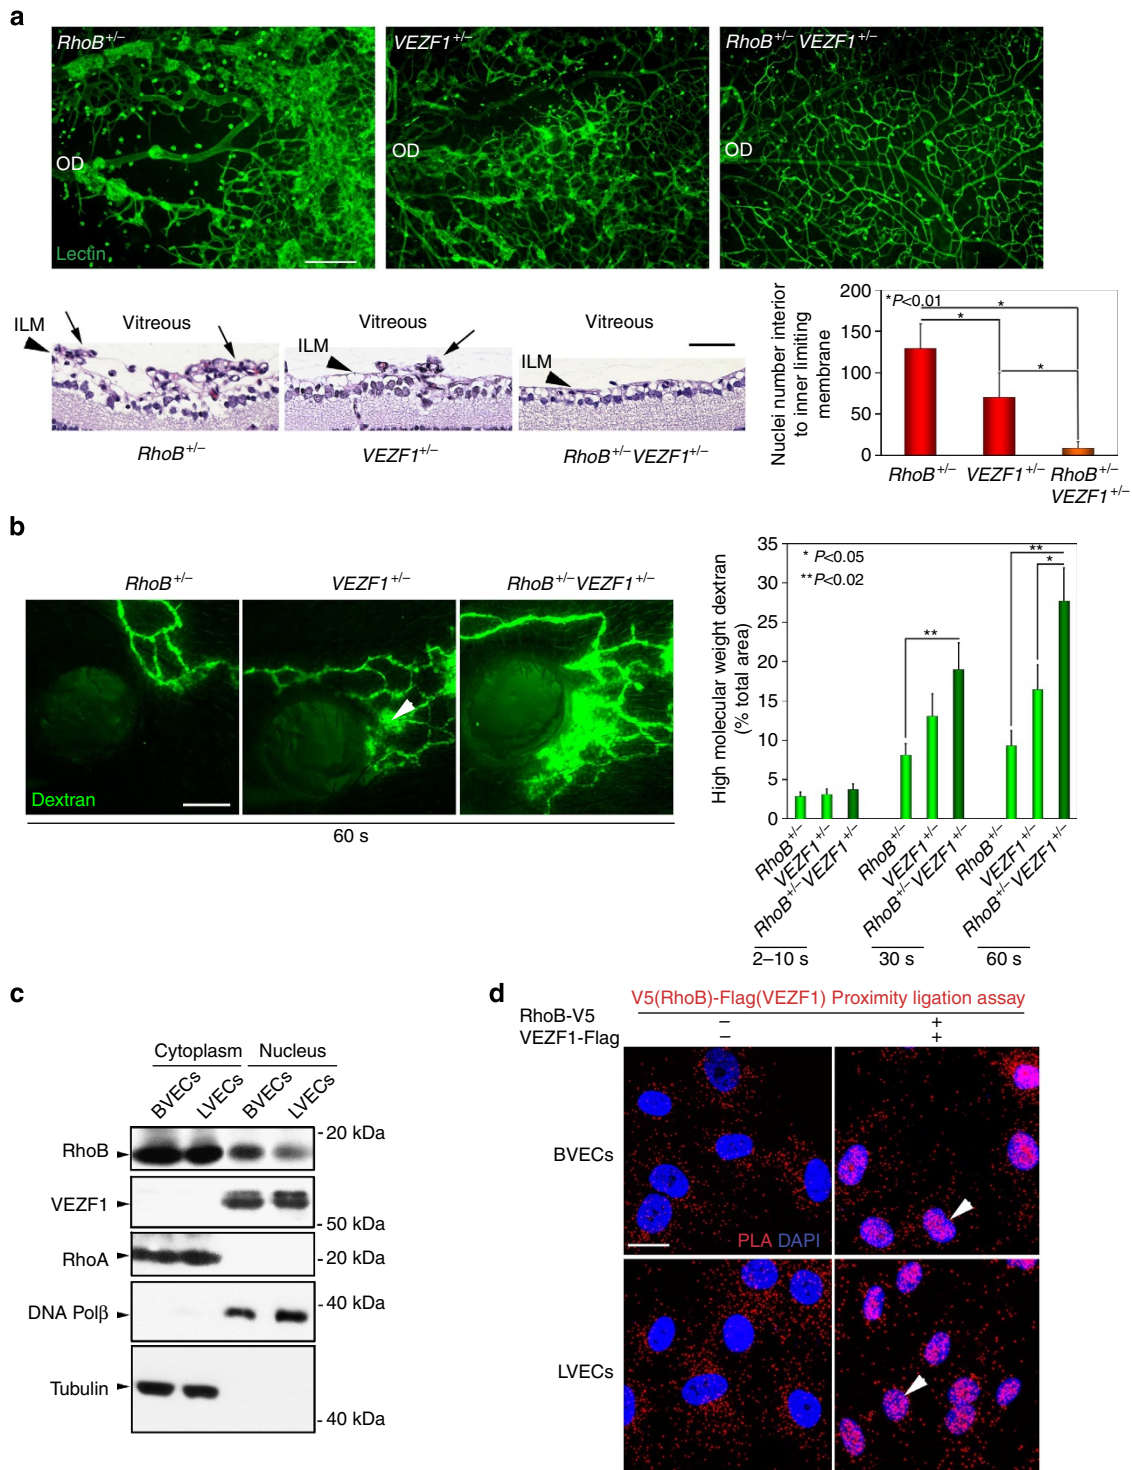 a
RhoB+/–
VEZF1+/–
RhoB+/– VEZF1+/–
OD
OD
OD
Lectin
ILM
Vitreous
ILM
Vitreous
ILM
Vitreous
RhoB+/–
VEZF1+/–
RhoB+/–VEZF1+/–
Nuclei number interior
to inner limiting
membrane
200
150
100
50
0
*P<0.01
*
*
*
RhoB+/–
VEZF1+/–
RhoB+/–
VEZF1+/–
b
RhoB+/–
VEZF1+/–
RhoB+/–VEZF1+/–
Dextran
60 s
High molecular weight dextran
(% total area)
35
30
25
20
15
10
5
0
* P<0.05
**P<0.02
**
**
*
RhoB+/–
VEZF1+/–
RhoB+/–VEZF1+/–
RhoB+/–
VEZF1+/–
RhoB+/–VEZF1+/–
RhoB+/–
VEZF1+/–
RhoB+/–VEZF1+/–
2–10 s
30 s
60 s
c
Cytoplasm
Nucleus
BVECs
LVECs
BVECs
LVECs
RhoB
- 20 kDa
VEZF1
- 50 kDa
RhoA
- 20 kDa
DNA Polβ
- 40 kDa
Tubulin
- 40 kDa
d
V5(RhoB)-Flag(VEZF1) Proximity ligation assay
RhoB-V5 – +
VEZF1-Flag – +
BVECs
PLA DAPI
LVECs